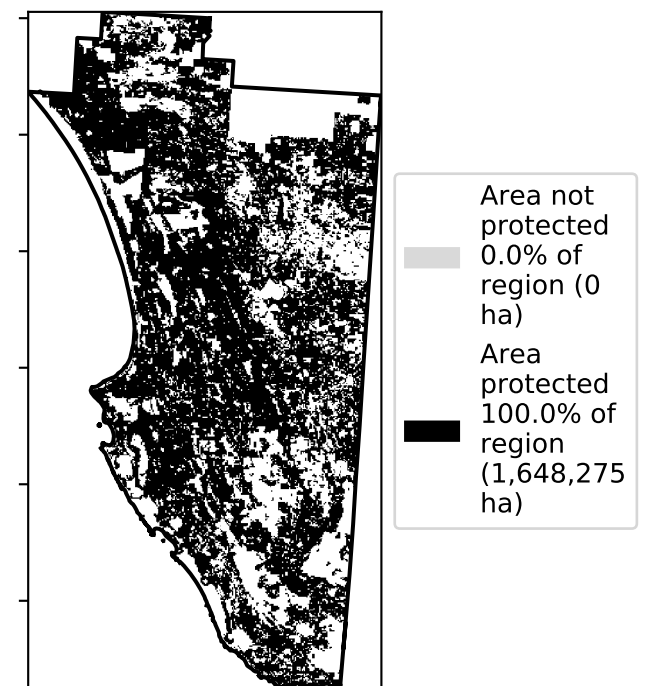 Area not
protected
0.0% of
region (0
ha)
Area
protected
100.0% of
region
(1,648,275
ha)